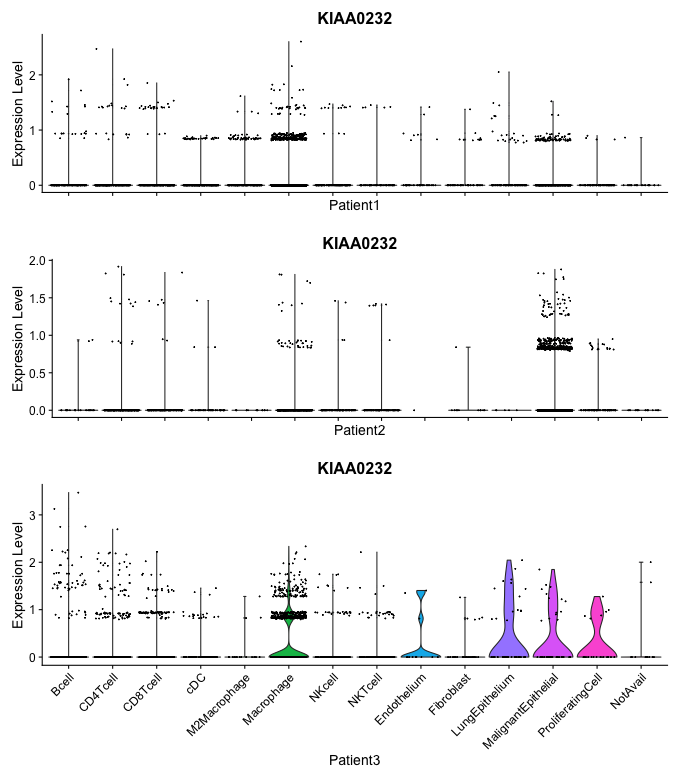 KIAA0232
Expression Level
2
1
0
Patient1
KIAA0232
Expression Level
2.0
1.5
1.0
0.5
0.0
Patient2
KIAA0232
Expression Level
3
2
1
0
Bcell
CD4Tcell
CD8Tcell
cDC
M2Macrophage
Macrophage
NKcell
NKTcell
Endothelium
Fibroblast
LungEpithelium
MalignantEpithelial
ProliferatingCell
NotAvail
Patient3